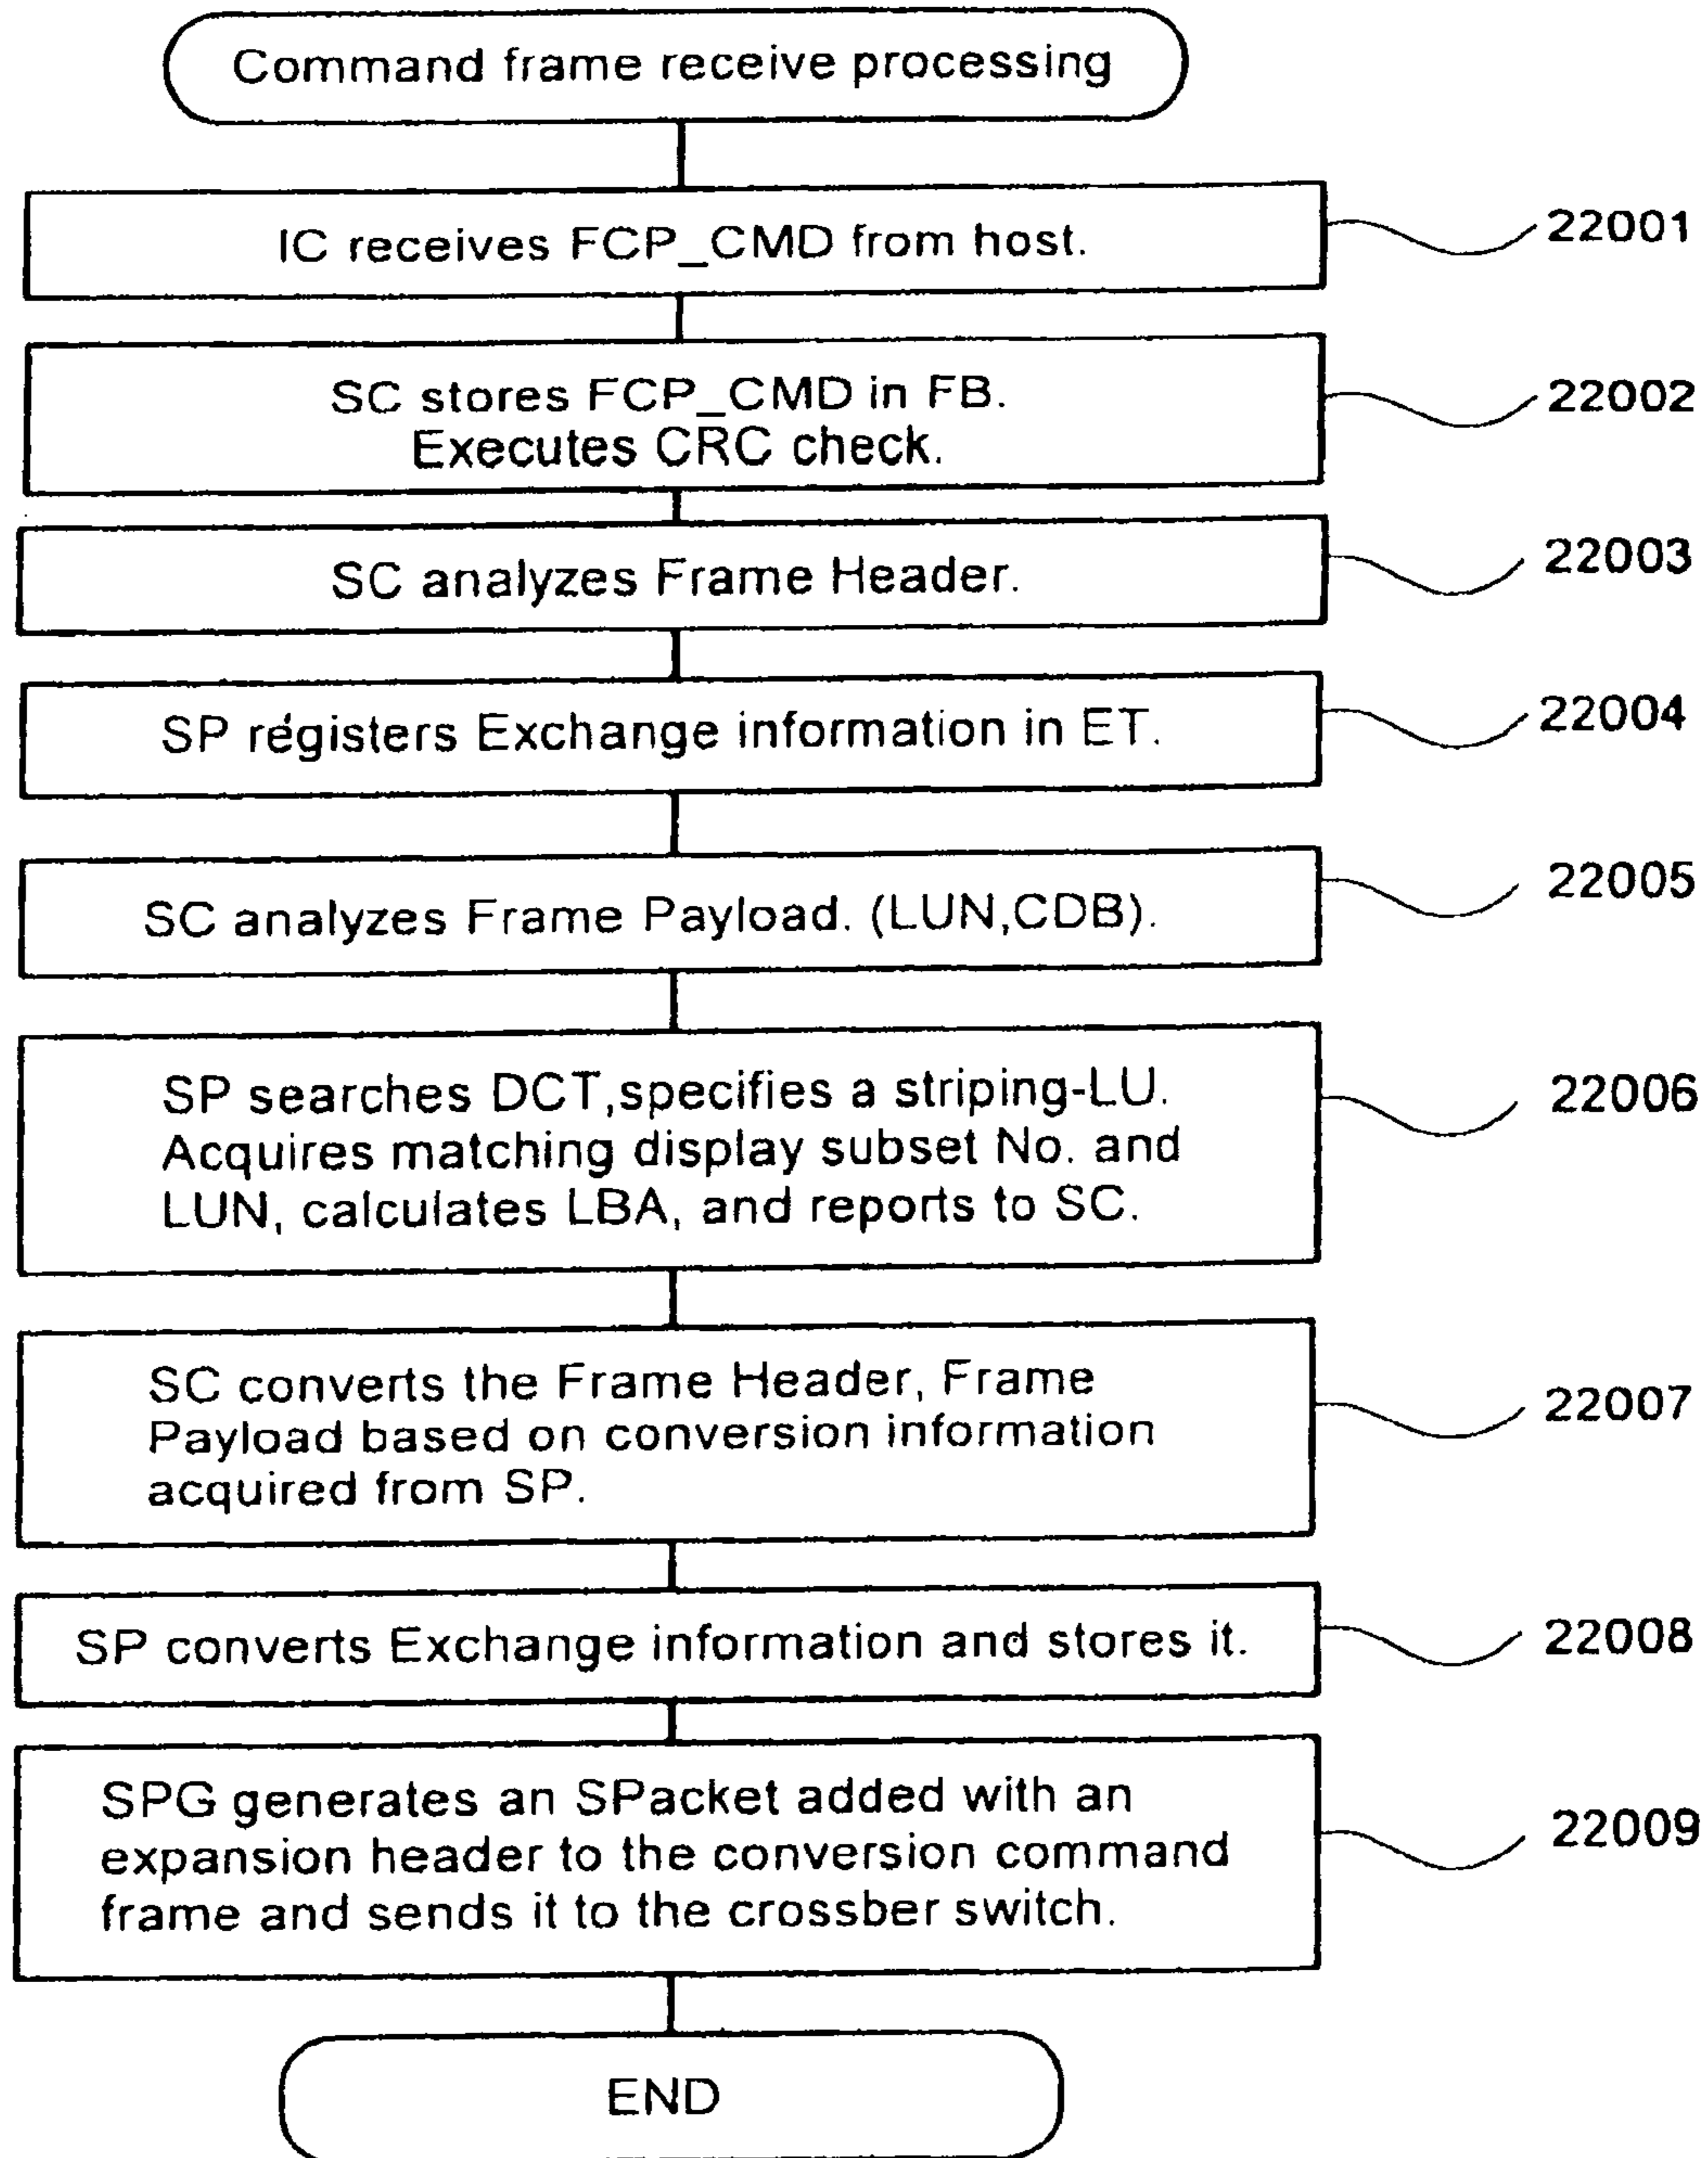 Command frame receive processing
IC receives FCP_CMD from host.
22001
SC stores FCP_CMD in FB.
Executes CRC check.
22002
SC analyzes Frame Header.
22003
SP registers Exchange information in ET.
22004
SC analyzes Frame Payload. (LUN,CDB).
22005
SP searches DCT,specifies a striping-LU.
Acquires matching display subset No. and
LUN, calculates LBA, and reports to SC.
22006
SC converts the Frame Header, Frame
Payload based on conversion information
acquired from SP.
22007
SP converts Exchange information and stores it.
22008
SPG generates an SPacket added with an
expansion header to the conversion command
frame and sends it to the crossber switch.
22009
END